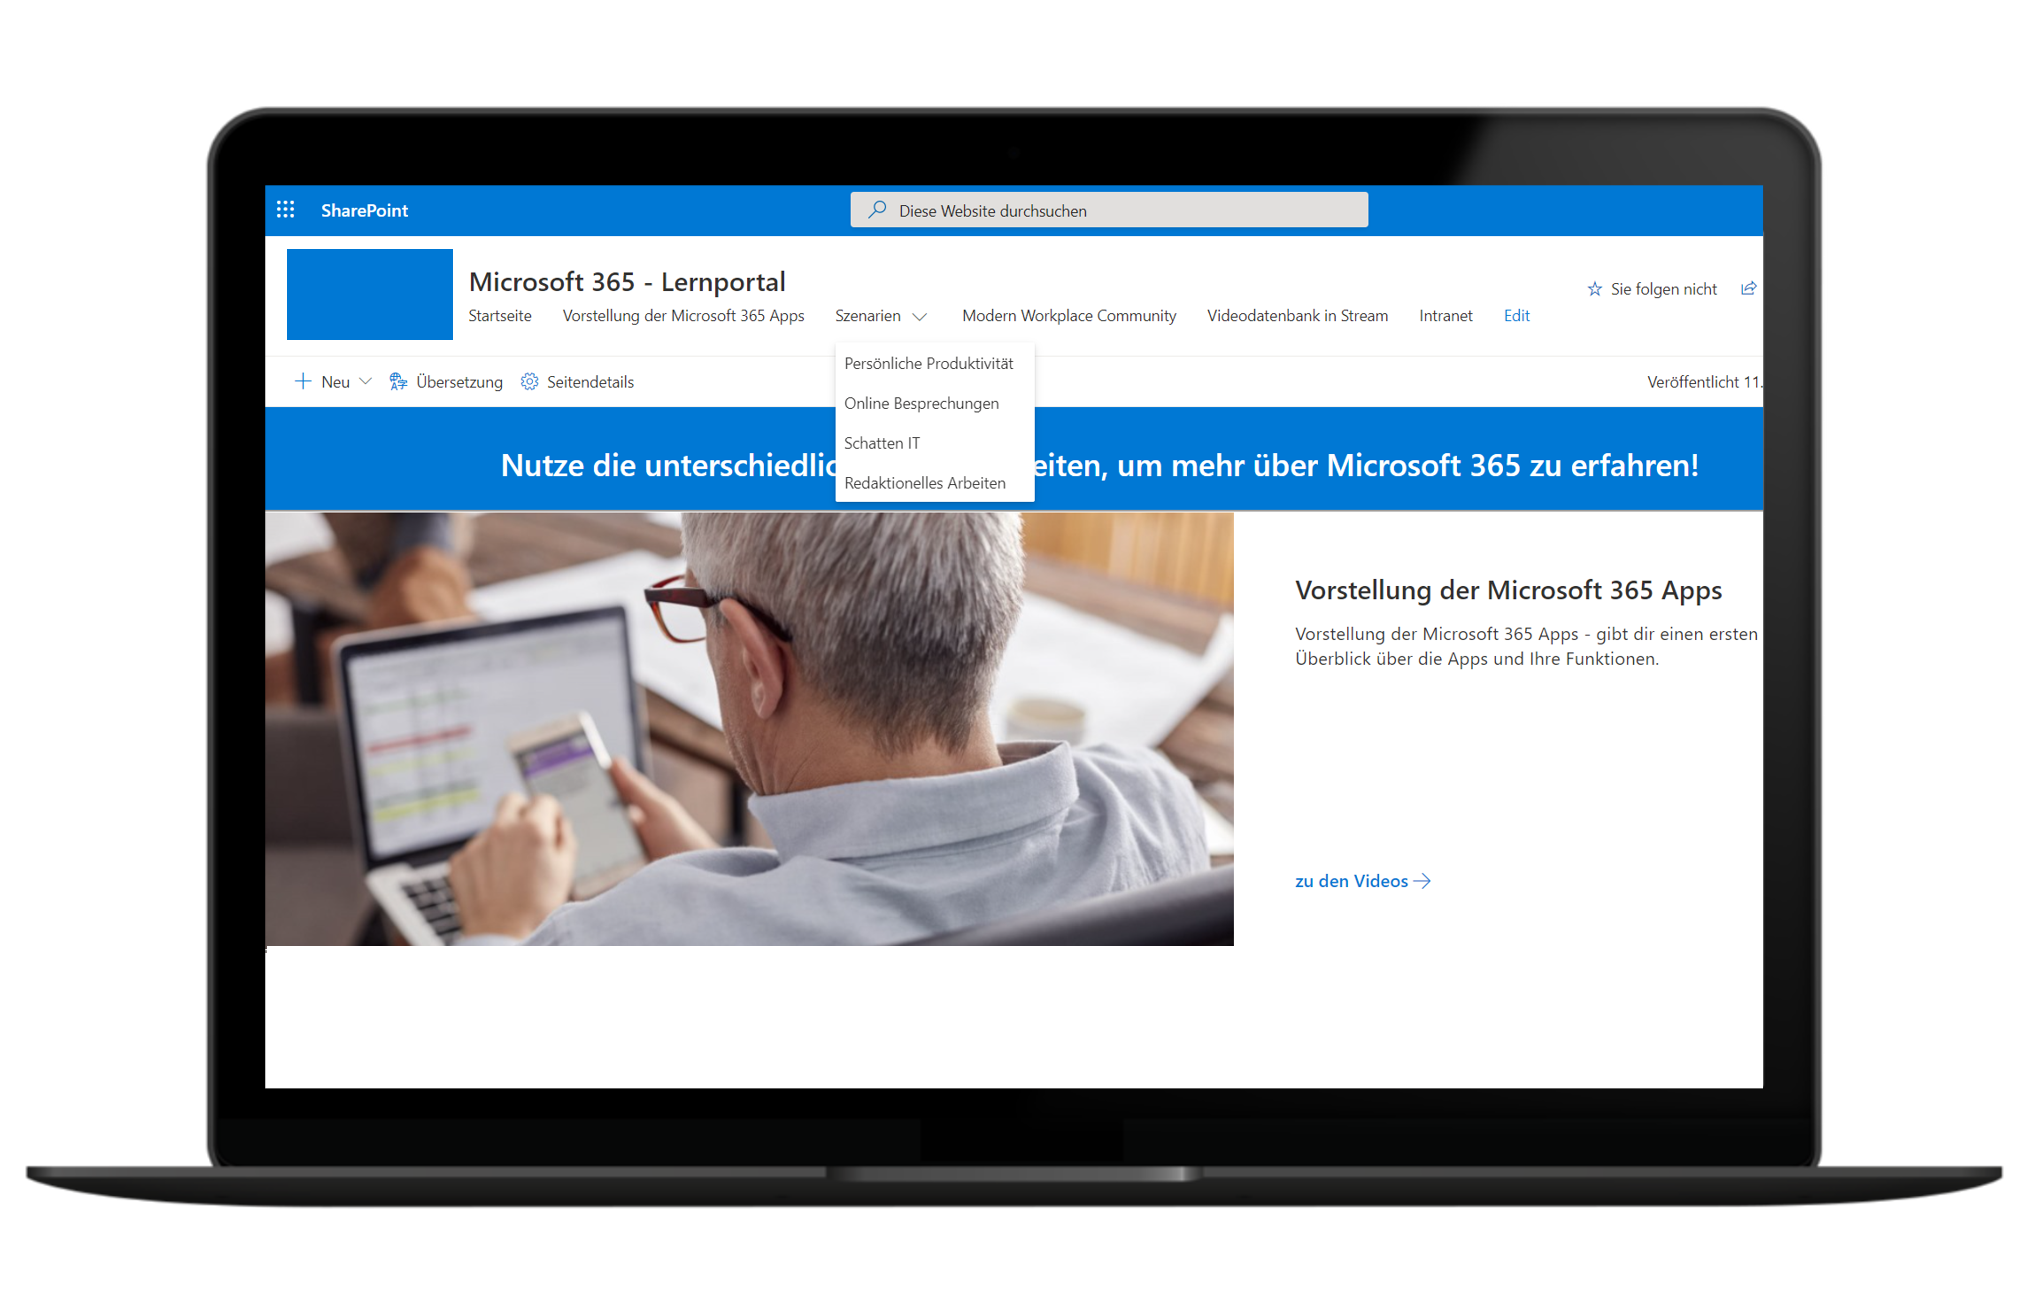 SharePoint
Diese Website durchsuchen
Microsoft 365 - Lernportal
Sie folgen nicht
Startseite Vorstellung der Microsoft 365 Apps Szenarien Modern Workplace Community Videodatenbank in Stream Intranet Edit
Persönliche Produktivität
Online Besprechungen
Schatten IT
Redaktionelles Arbeiten
Neu Übersetzung Seitendetails
Veröffentlicht 11.
Nutze die unterschiedlic eiten, um mehr über Microsoft 365 zu erfahren!
Vorstellung der Microsoft 365 Apps
Vorstellung der Microsoft 365 Apps - gibt dir einen ersten
Überblick über die Apps und Ihre Funktionen.
zu den Videos